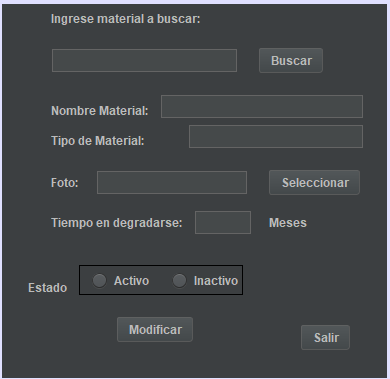 Ingrese material a buscar:
Buscar
Nombre Material:
Tipo de Material:
Foto: Seleccionar
Tiempo en degradarse: Meses
Estado Activo Inactivo
Modificar
Salir